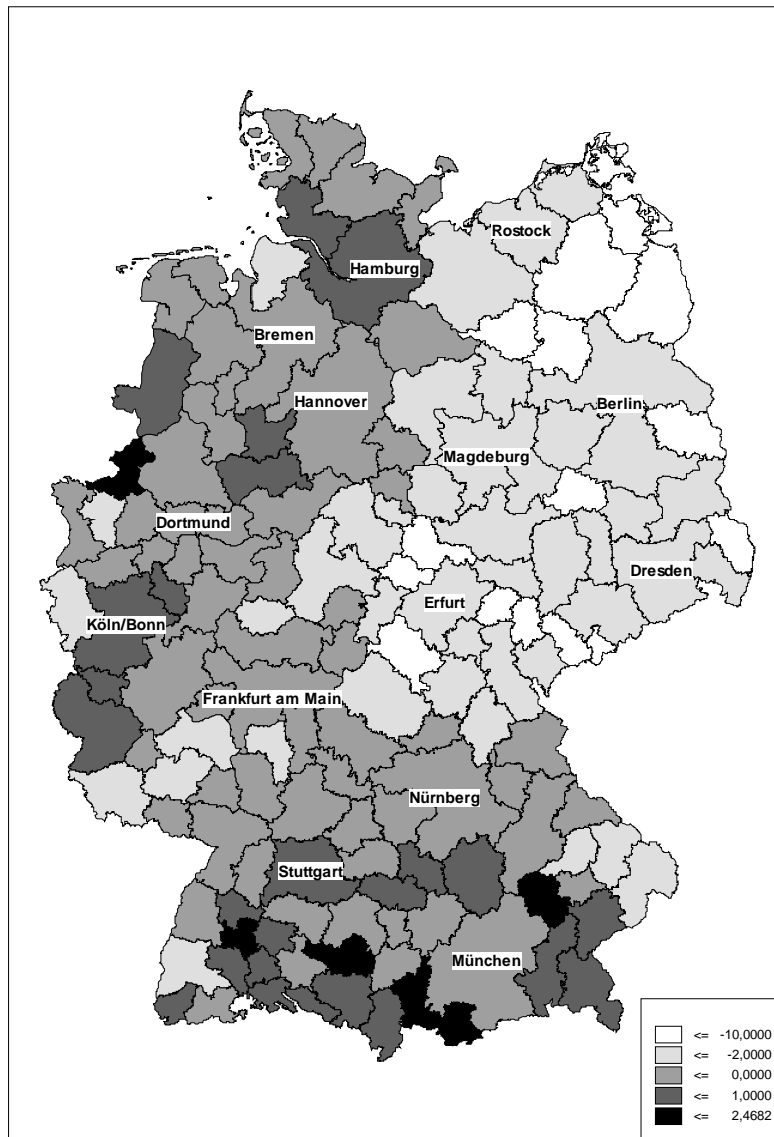 Rostock
Hamburg
Bremen
Hannover
Berlin
Magdeburg
Dortmund
Dresden
Erfurt
Köln/Bonn
Frankfurt am Main
Nürnberg
Stuttgart
München
<= -10,0000
<= -2,0000
<= 0,0000
<= 1,0000
<= 2,4682